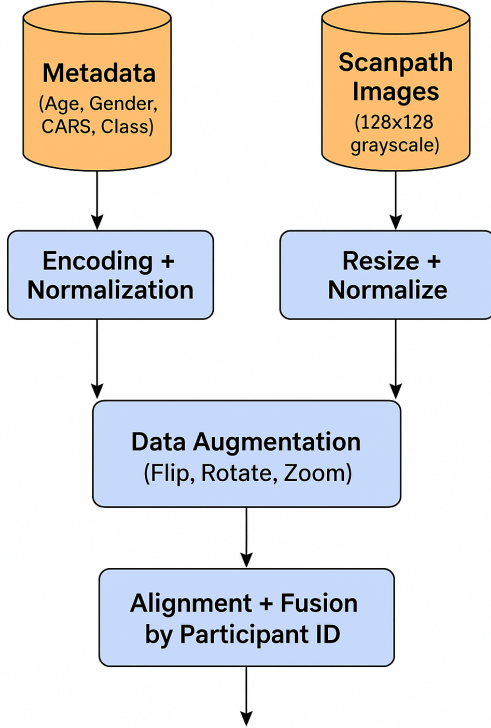 Metadata
(Age, Gender,
CARS, Class)
Scanpath
Images
(128x128
grayscale)
Encoding +
Normalization
Resize +
Normalize
Data Augmentation
(Flip, Rotate, Zoom)
Alignment + Fusion
by Participant ID